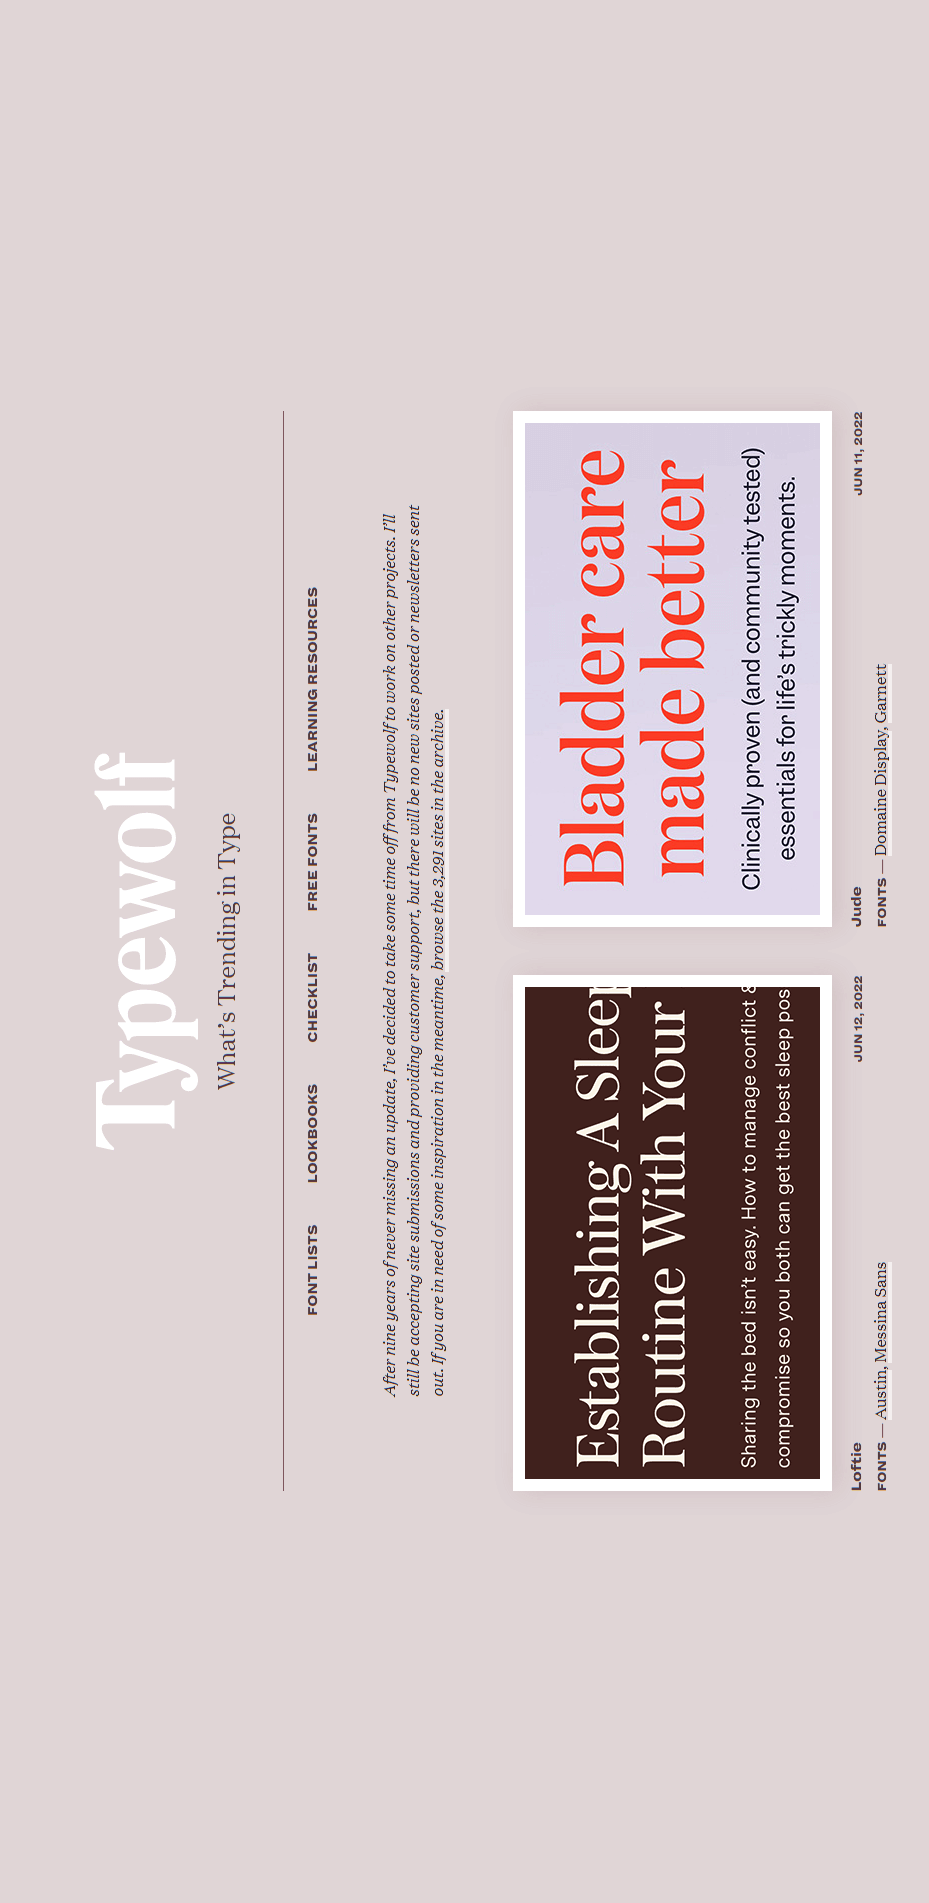 Typewolf
What’s Trending in Type
FONT LISTS
LOOKBOOKS
CHECKLIST
FREE FONTS
LEARNING RESOURCES
After nine years of never missing an update, I’ve decided to take some time off from Typewolf to work on other projects. I’ll
still be accepting site submissions and providing customer support, but there will be no new sites posted or newsletters sent
out. If you are in need of some inspiration in the meantime, browse the 3,291 sites in the archive.
Establishing A Sleep
Routine With Your
Sharing the bed isn’t easy. How to manage conflict &
compromise so you both can get the best sleep pos
Loftie
JUN 12, 2022
FONTS — Austin, Messina Sans
Bladder care
made better
Clinically proven (and community tested)
essentials for life’s trickly moments.
Jude
JUN 11, 2022
FONTS — Domaine Display, Garnett